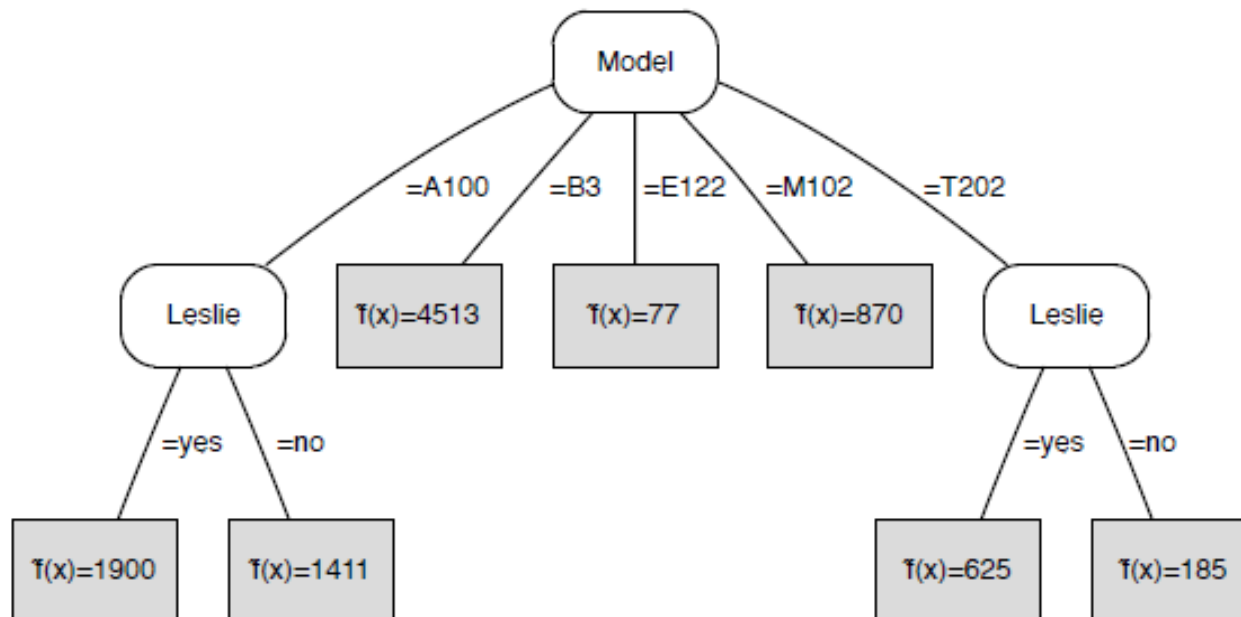 Model
=A100
=B3
=E122
=M102
=T202
Leslie
f̂(x)=4513
f̂(x)=77
f̂(x)=870
Leslie
=yes
=no
=yes
=no
f̂(x)=1900
f̂(x)=1411
f̂(x)=625
f̂(x)=185